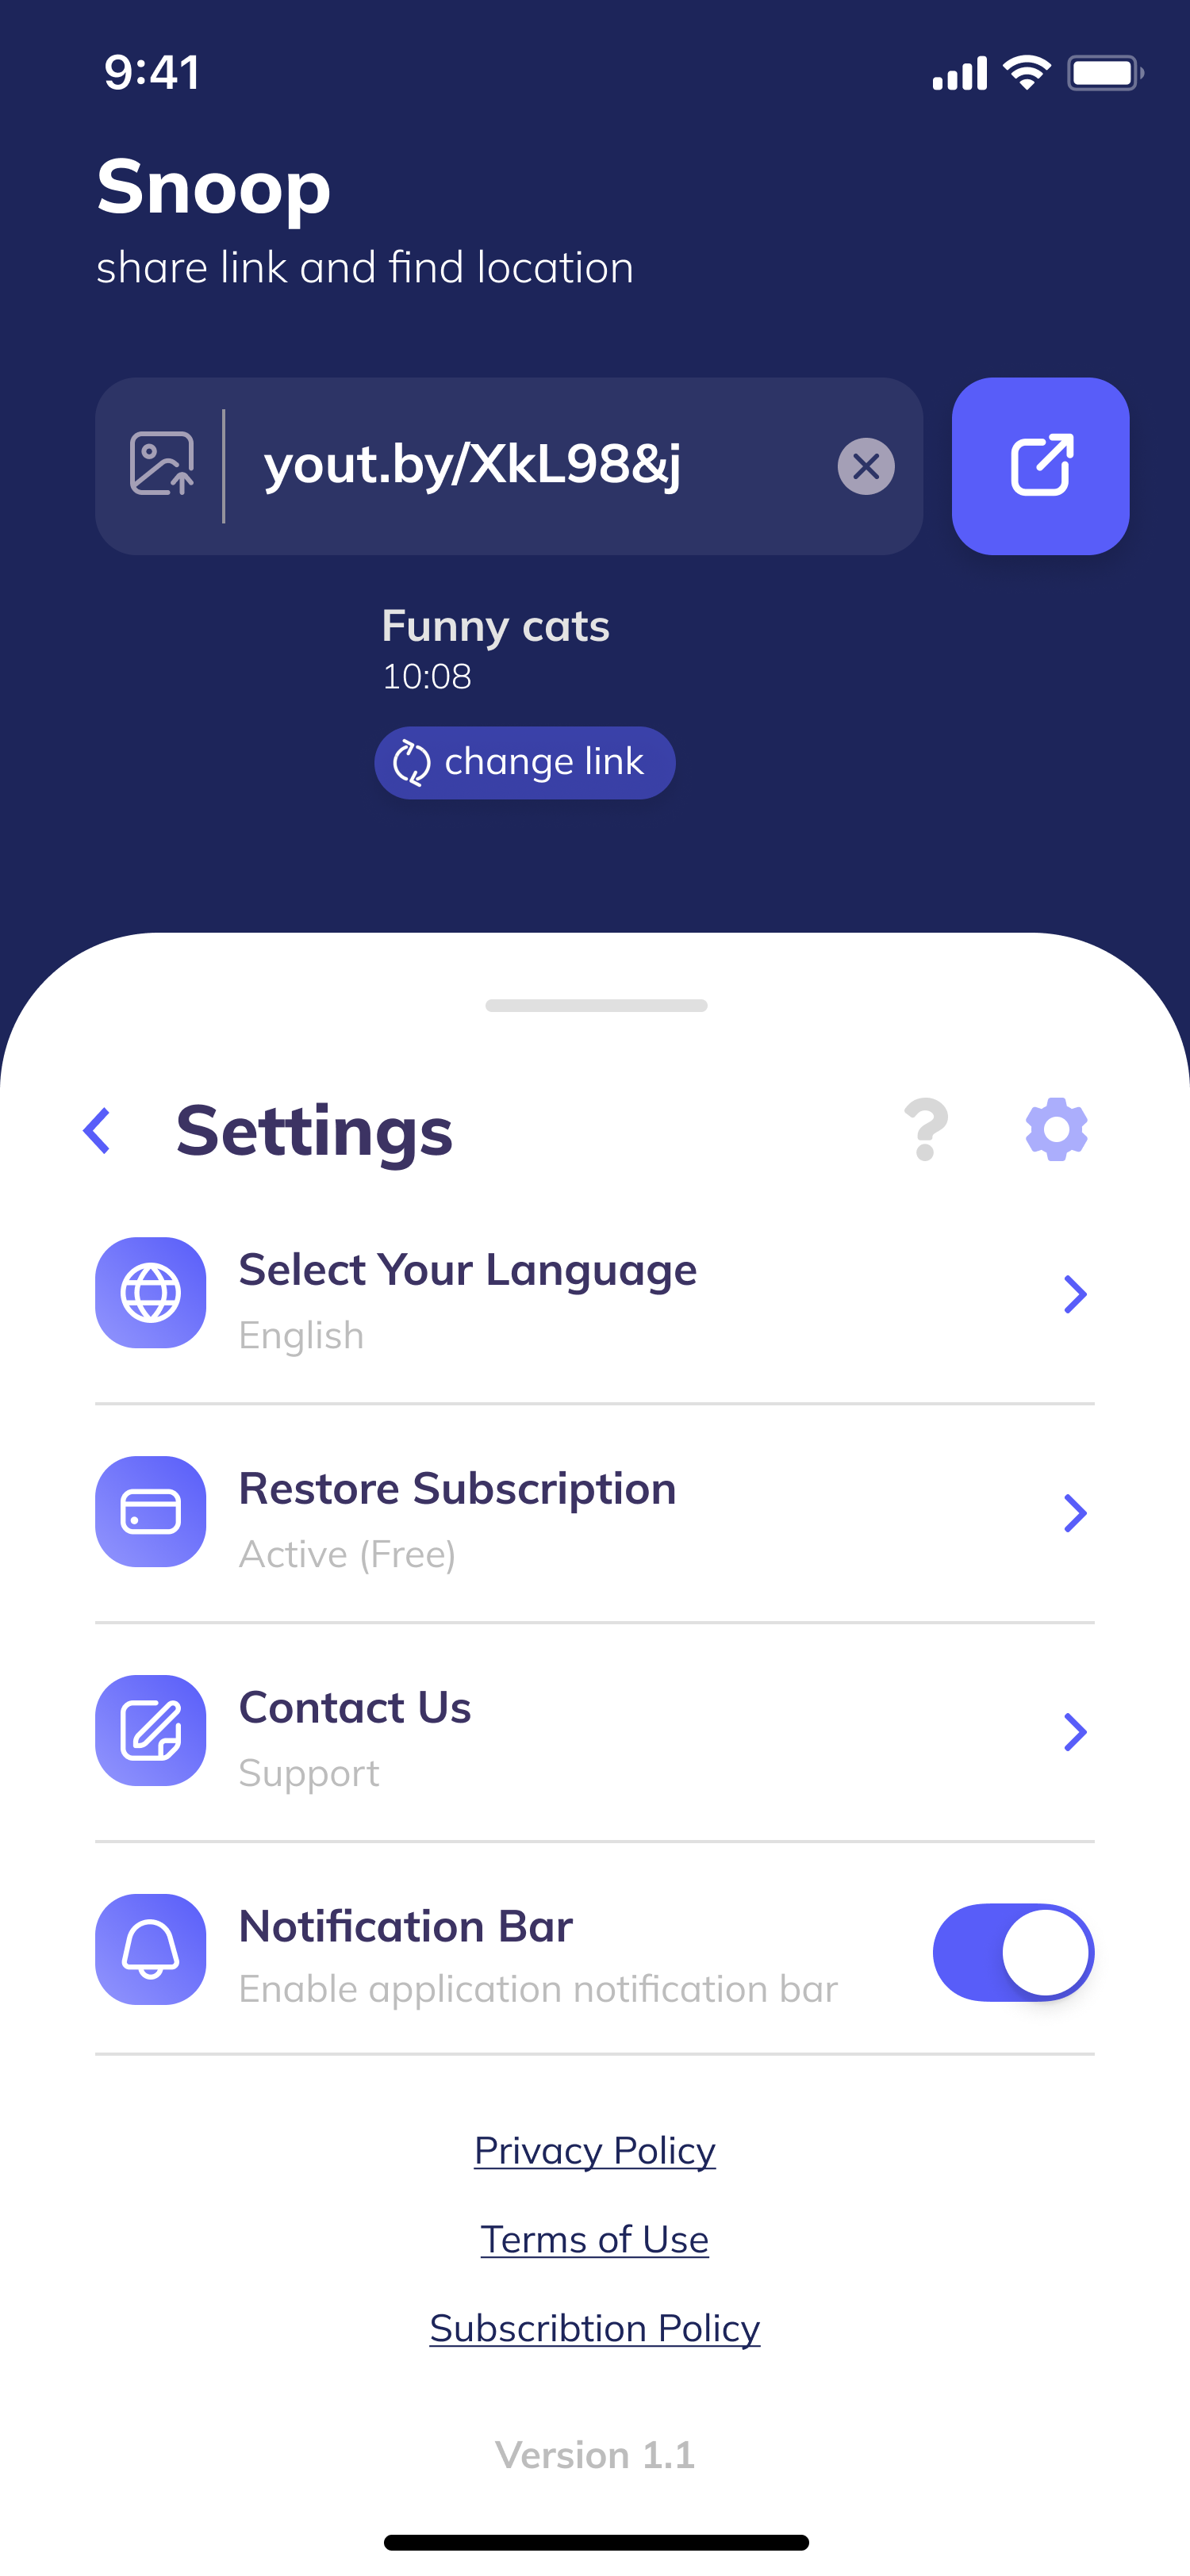 9:41
Snoop
share link and find location
yout.by/XkL98&j
Funny cats
10:08
change link
Settings
Select Your Language
English
Restore Subscription
Active (Free)
Contact Us
Support
Notification Bar
Enable application notification bar
Privacy Policy
Terms of Use
Subscribtion Policy
Version 1.1